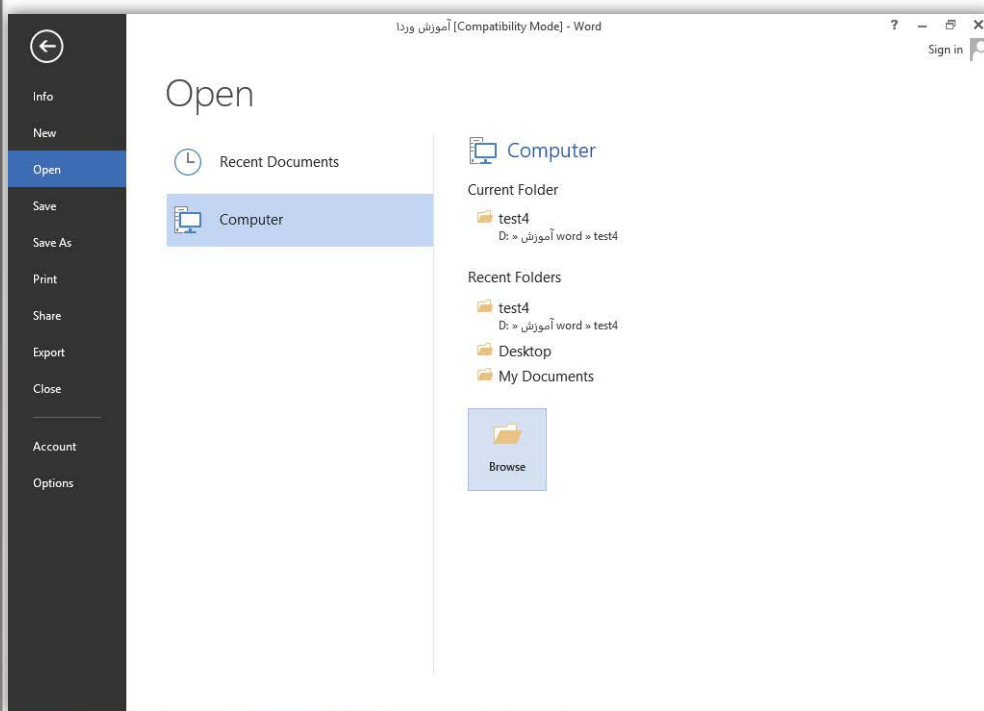 آموزش ورد۱ [Compatibility Mode] - Word
?
Sign in
Info
New
Open
Save
Save As
Print
Share
Export
Close
Account
Options
Open
Recent Documents
Computer
Computer
Current Folder
test4
D: » آموزش word » test4
Recent Folders
test4
D: » آموزش word » test4
Desktop
My Documents
Browse